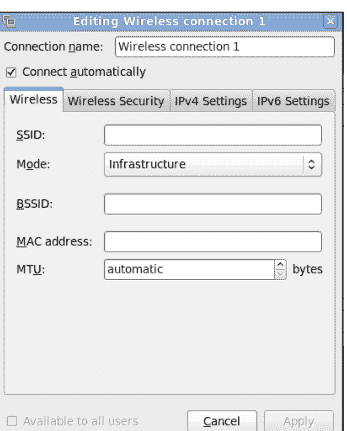 Editing Wireless connection 1
Connection name: Wireless connection 1
Connect automatically
Wireless Wireless Security IPv4 Settings IPv6 Settings
SSID:
Mode: Infrastructure
BSSID:
MAC address:
MTU: automatic bytes
Available to all users Cancel Apply